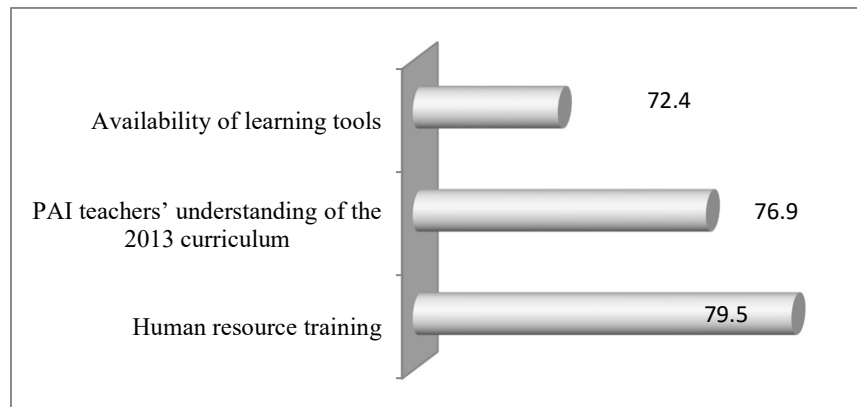 Availability of learning tools
72.4
PAI teachers’ understanding of the
2013 curriculum
76.9
Human resource training
79.5